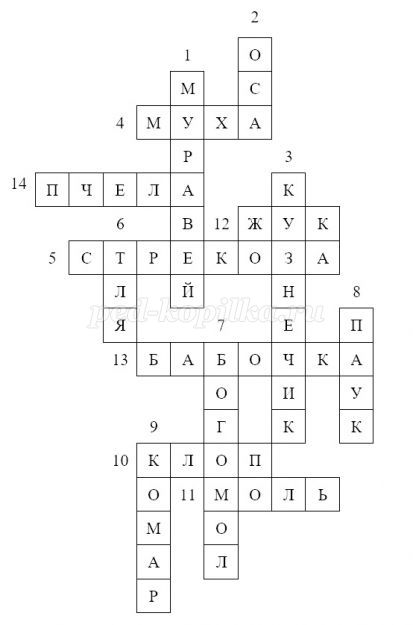 2
1 О
М С
4 М У Х А
Р 3
14 П Ч Е Л А К
6 В 12 Ж У К
5 С Т Р Е К О З А
Л Й Н 8
ped-kopilka.ru
Я 7 Е П
13 Б А Б О Ч К А
О И У
9 Г К К
10 К Л О П
О 11 М О Л Ь
М О
А Л
Р